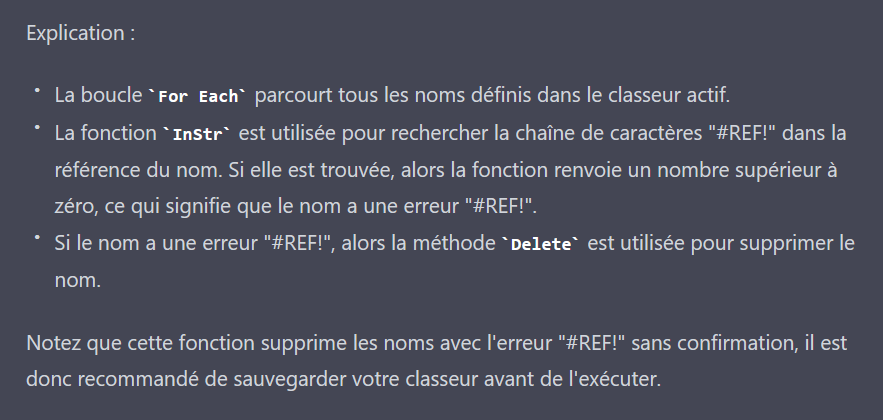 Explication :
• La boucle `For Each` parcourt tous les noms définis dans le classeur actif.
• La fonction `InStr` est utilisée pour rechercher la chaîne de caractères "#REF!" dans la
référence du nom. Si elle est trouvée, alors la fonction renvoie un nombre supérieur à
zéro, ce qui signifie que le nom a une erreur "#REF!".
• Si le nom a une erreur "#REF!", alors la méthode `Delete` est utilisée pour supprimer le
nom.
Notez que cette fonction supprime les noms avec l'erreur "#REF!" sans confirmation, il est
donc recommandé de sauvegarder votre classeur avant de l'exécuter.